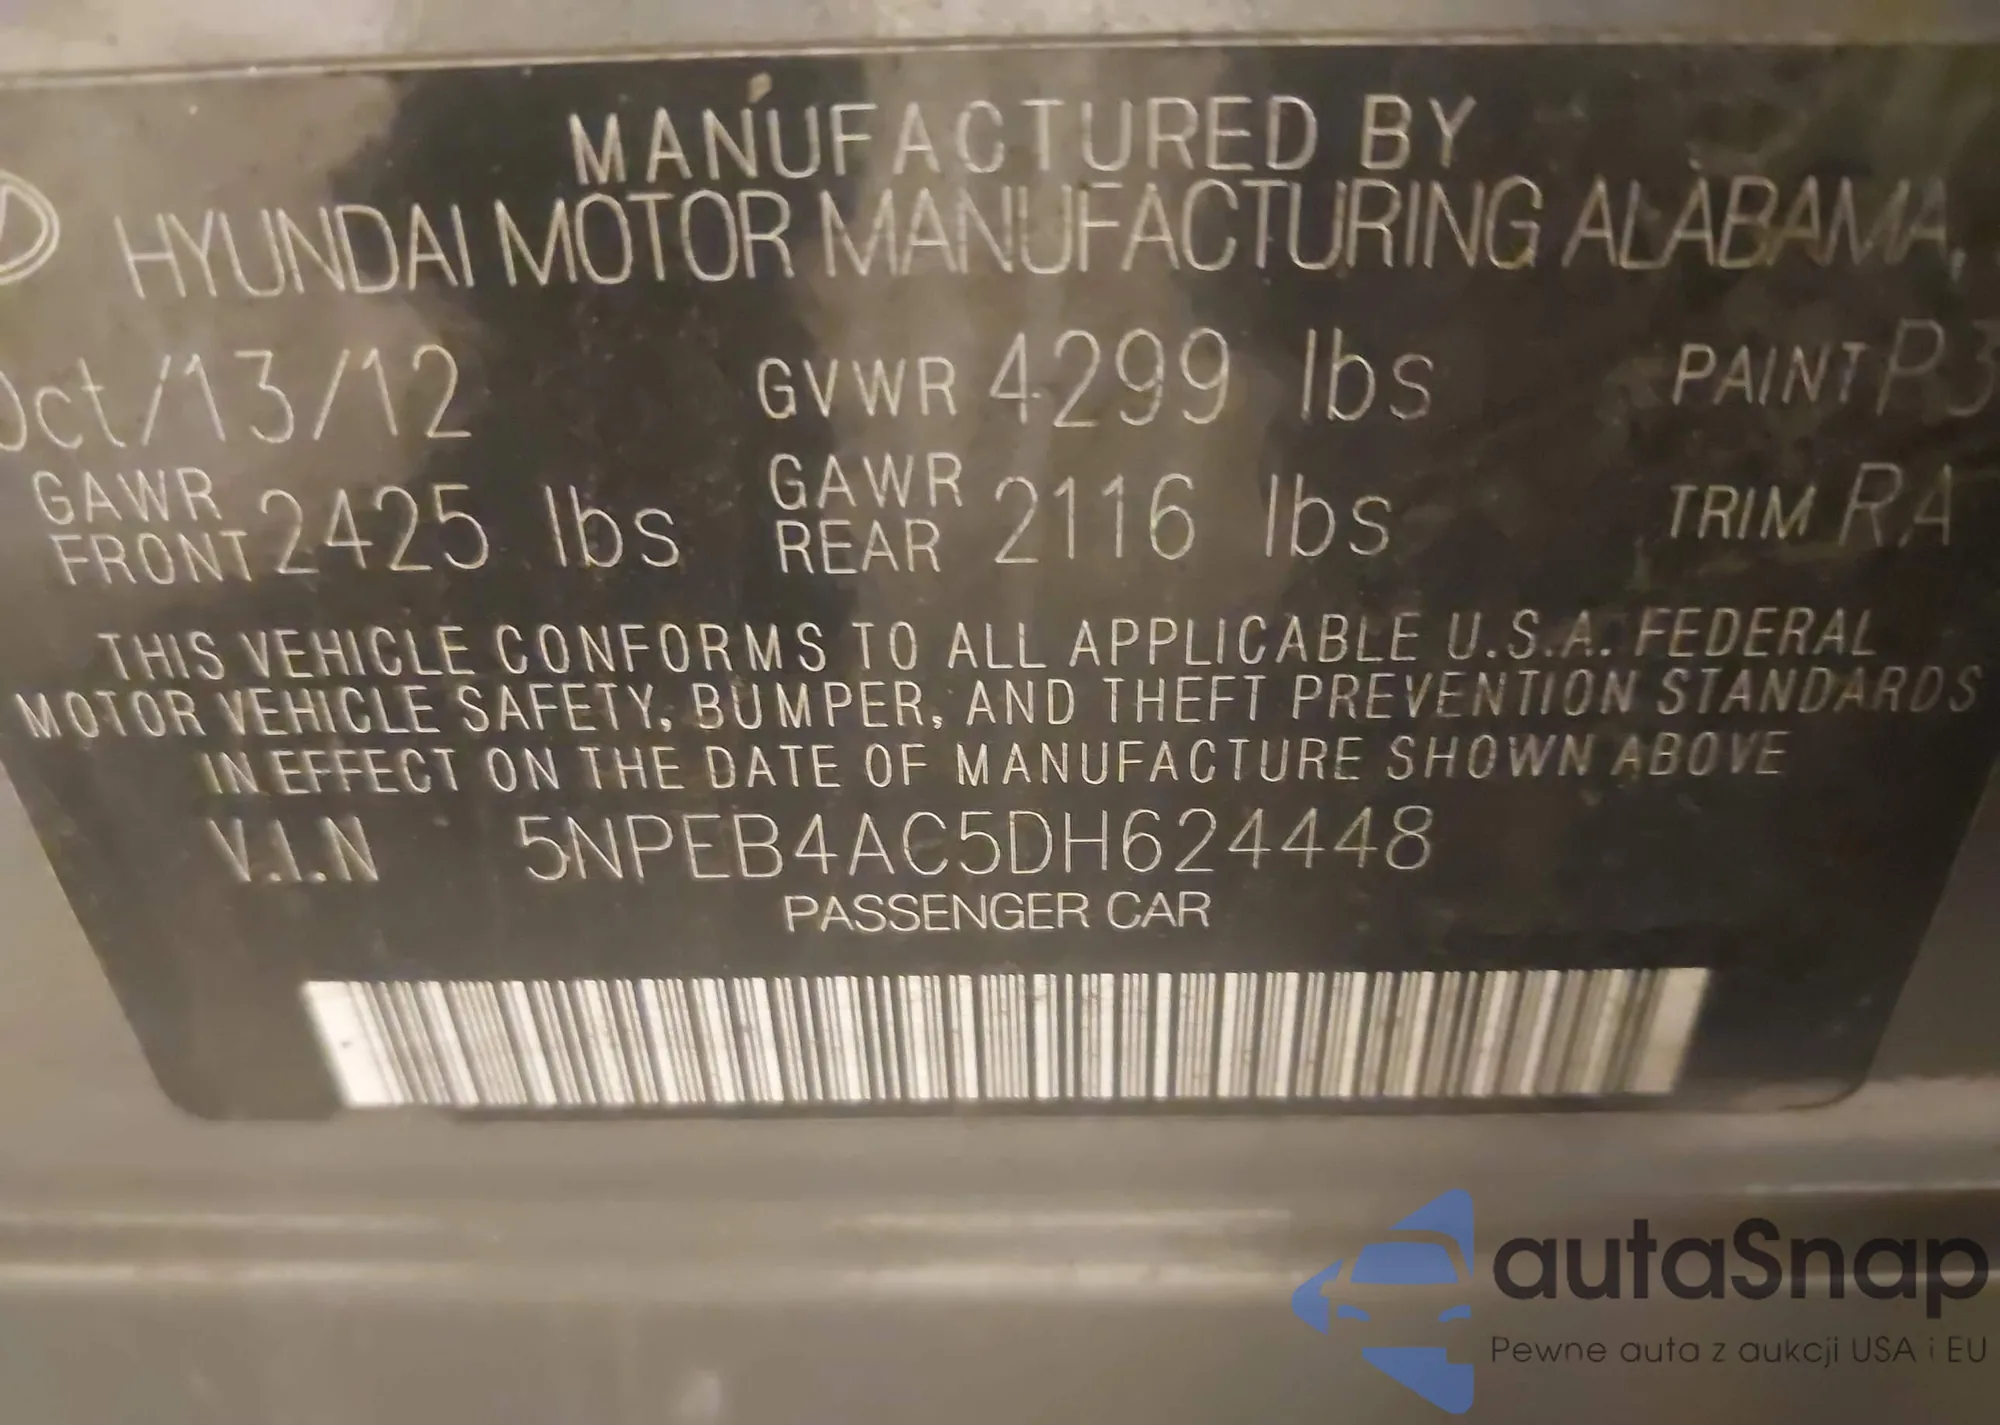 MANUFACTURED BY
HYUNDAI MOTOR MANUFACTURING ALABAMA,
Oct/13/12 GVWR 4299 lbs PAINT P3
GAWR FRONT 2425 lbs GAWR REAR 2116 lbs TRIM RA
THIS VEHICLE CONFORMS TO ALL APPLICABLE U.S.A. FEDERAL
MOTOR VEHICLE SAFETY, BUMPER, AND THEFT PREVENTION STANDARDS
IN EFFECT ON THE DATE OF MANUFACTURE SHOWN ABOVE
V.I.N 5NPEB4AC5DH624448
PASSENGER CAR
autaSnap
Pewne auta z aukcji USA i EU